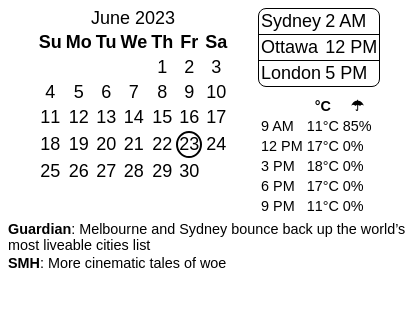 June 2023
Su Mo Tu We Th Fr Sa
1 2 3
4 5 6 7 8 9 10
11 12 13 14 15 16 17
18 19 20 21 22 23 24
25 26 27 28 29 30
Sydney 2 AM
Ottawa 12 PM
London 5 PM
°C ☂
9 AM 11°C 85%
12 PM 17°C 0%
3 PM 18°C 0%
6 PM 17°C 0%
9 PM 11°C 0%
Guardian: Melbourne and Sydney bounce back up the world’s
most liveable cities list
SMH: More cinematic tales of woe